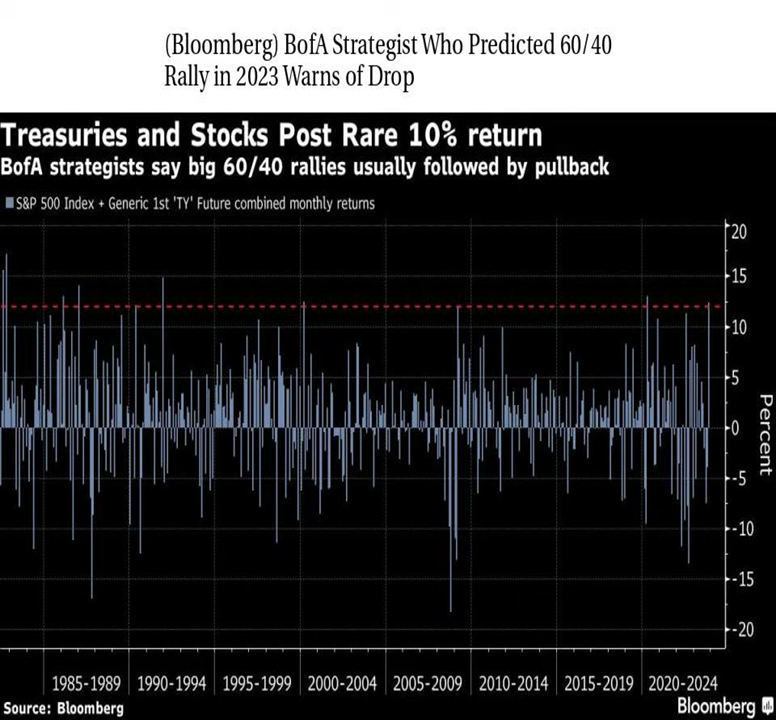 (Bloomberg) BofA Strategist Who Predicted 60/40
Rally in 2023 Warns of Drop
Treasuries and Stocks Post Rare 10% return
BofA strategists say big 60/40 rallies usually followed by pullback
S&P 500 Index + Generic 1st 'TY' Future combined monthly returns
20
15
10
5
0
-5
-10
-15
-20
Percent
1985-1989 1990-1994 1995-1999 2000-2004 2005-2009 2010-2014 2015-2019 2020-2024
Source: Bloomberg
Bloomberg